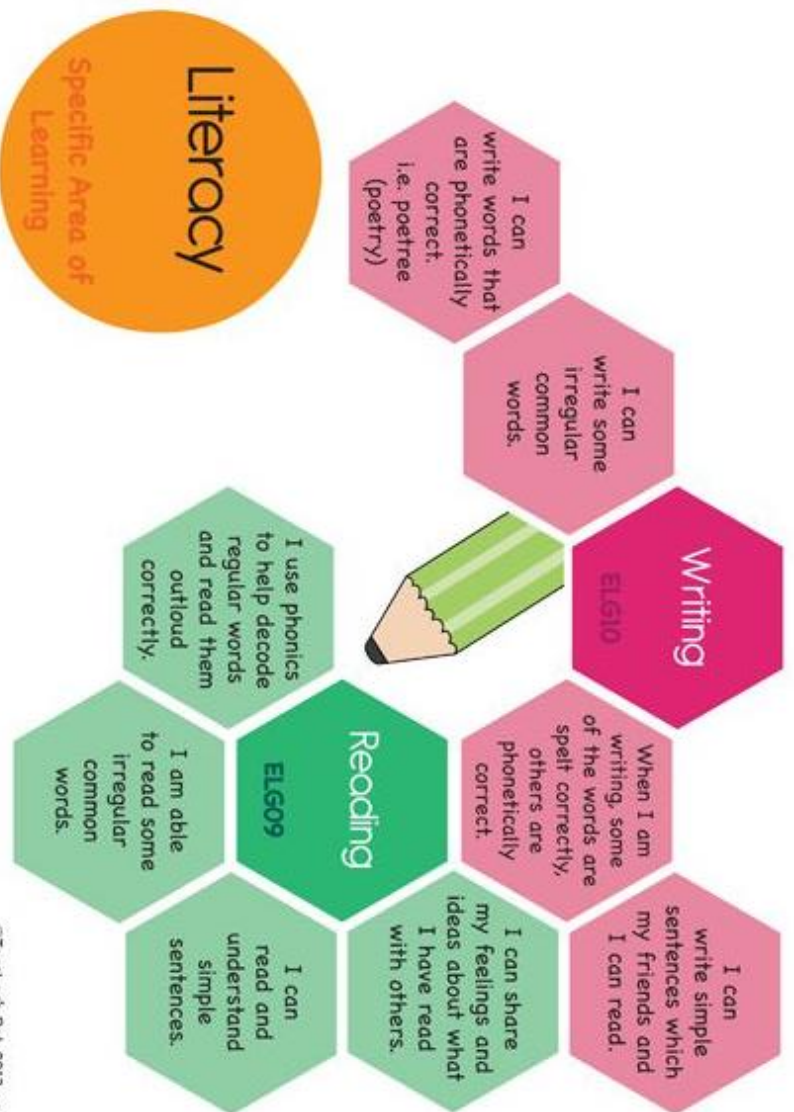 Literacy
Specific Area of
Learning
I can
write words that
are phonetically
correct.
i.e. poetree
(poetry)
I can
write some
irregular
common
words.
Writing
ELG10
When I am
writing, some
of the words are
spelt correctly,
others are
phonetically
correct.
I can
write simple
sentences which
my friends and
I can read.
I use phonics
to help decode
regular words
and read them
outloud
correctly.
Reading
ELG09
I can share
my feelings and
ideas about what
I have read
with others.
I am able
to read some
irregular
common
words.
I can
read and
understand
simple
sentences.